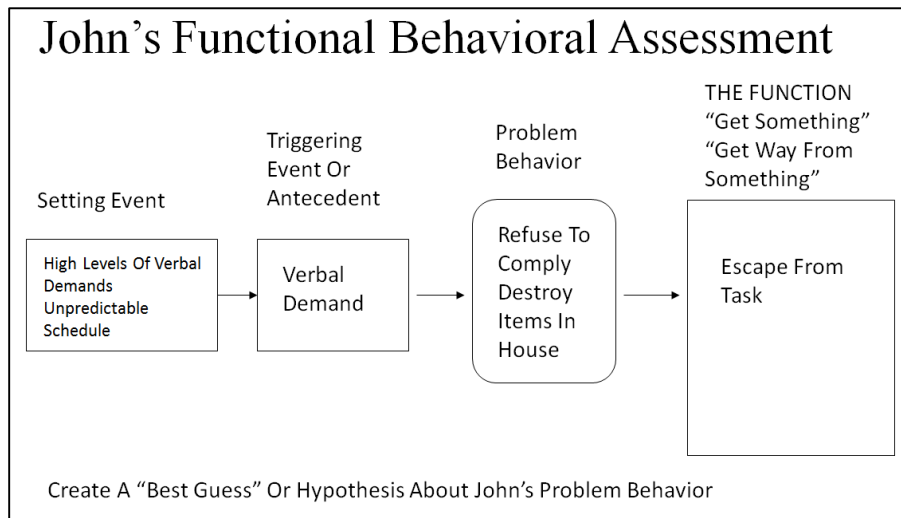 John’s Functional Behavioral Assessment
Setting Event
High Levels Of Verbal
Demands
Unpredictable
Schedule
Triggering
Event Or
Antecedent
Verbal
Demand
Problem
Behavior
Refuse To
Comply
Destroy
Items In
House
THE FUNCTION
“Get Something”
“Get Way From
Something”
Escape From
Task
Create A “Best Guess” Or Hypothesis About John’s Problem Behavior